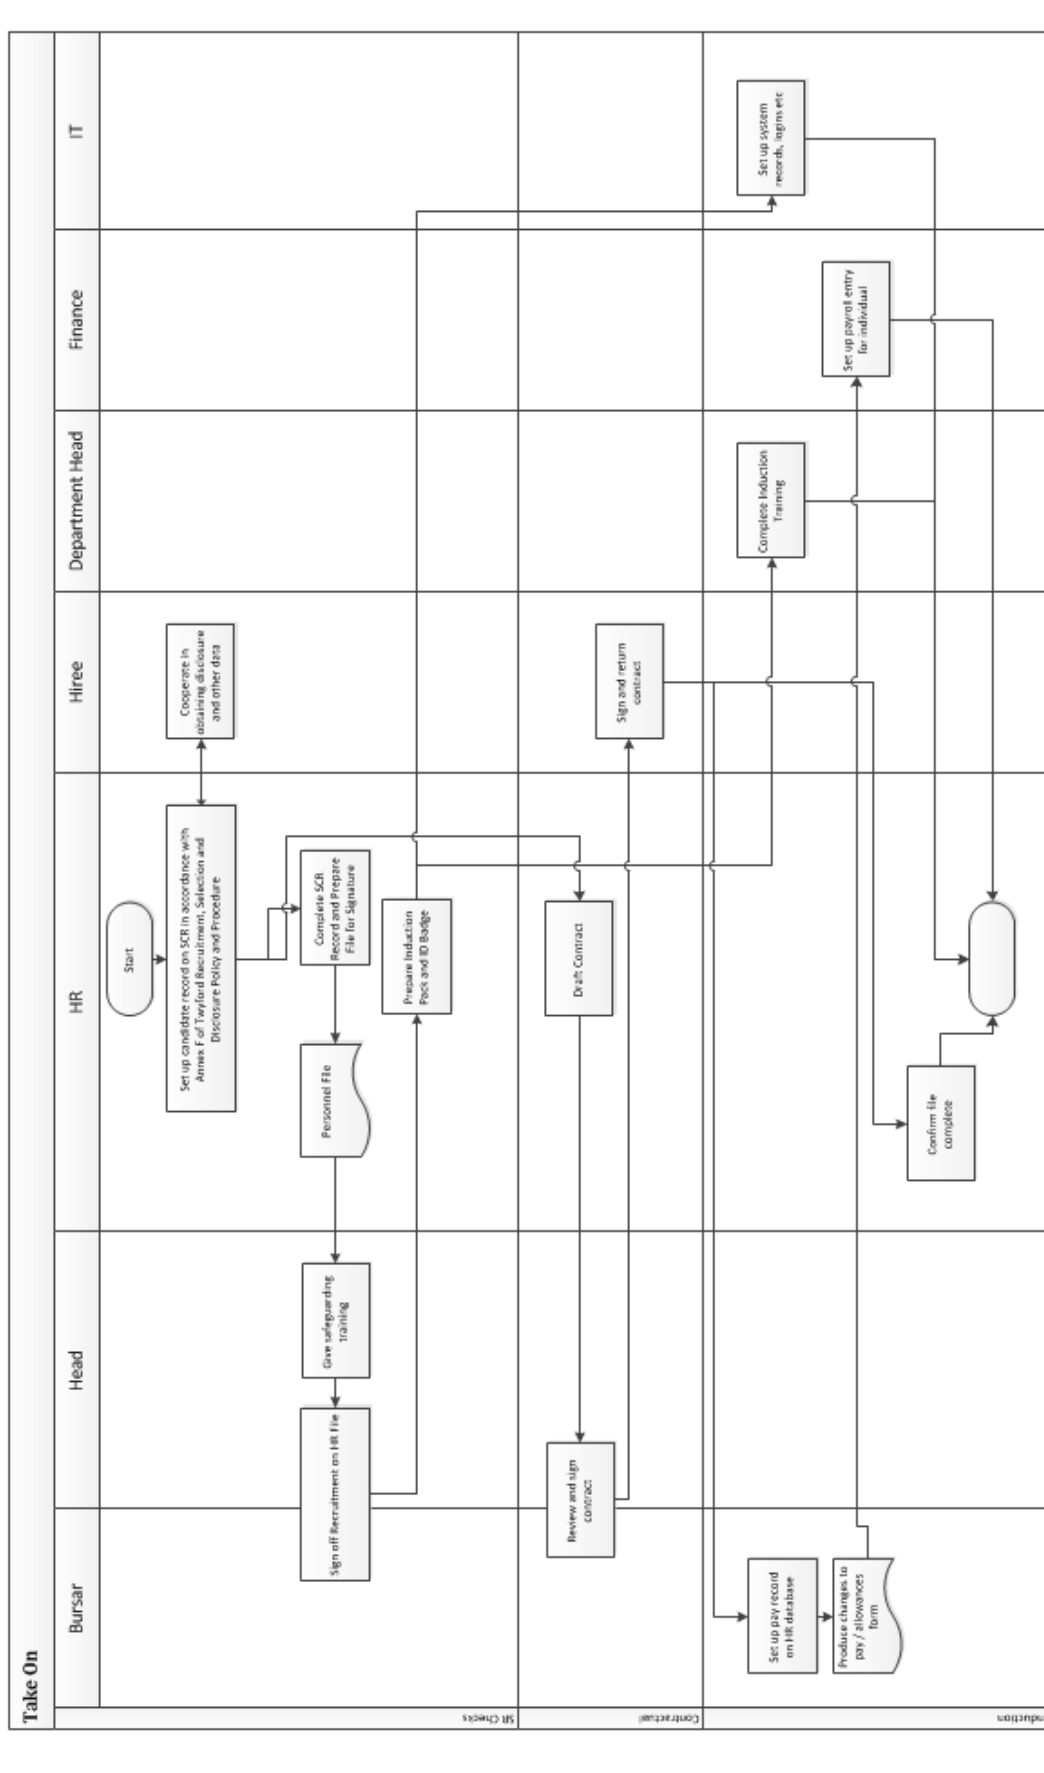 Take On
Bursar
Head
HR
Hiree
Department Head
Finance
IT
SR Checks
Contractual
Start
Set up candidate record on SCR in accordance with
Annex F of Twyford Recruitment, Selection and
Disclosure Policy and Procedure
Cooperate in
obtaining disclosure
and other data
Complete SCR
Record and Prepare
File for Signature
Personnel File
Give safeguarding
training
Sign off Recruitment on HR File
Prepare Induction
Pack and ID Badge
Draft Contract
Review and sign
contract
Sign and return
contract
Set up pay record
on HR database
Produce changes to
pay / allowances
form
Complete Induction
Training
Set up payroll entry
for individual
Set up system
records, logins etc
Confirm file
complete
nduction